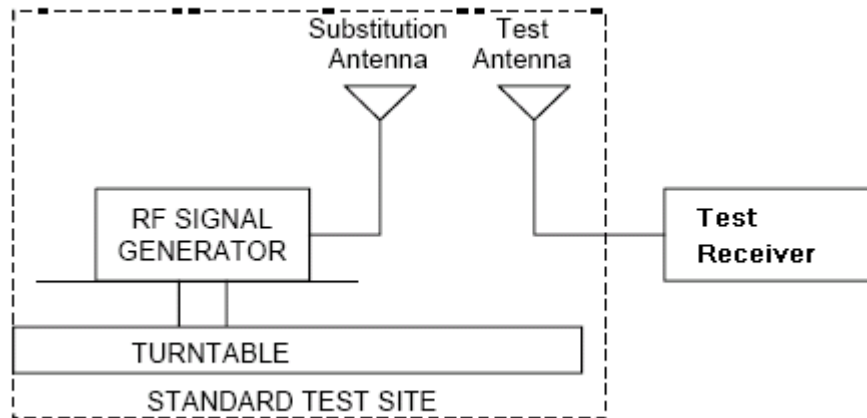 Substitution
Antenna
Test
Antenna
RF SIGNAL
GENERATOR
Test
Receiver
TURNTABLE
STANDARD TEST SITE